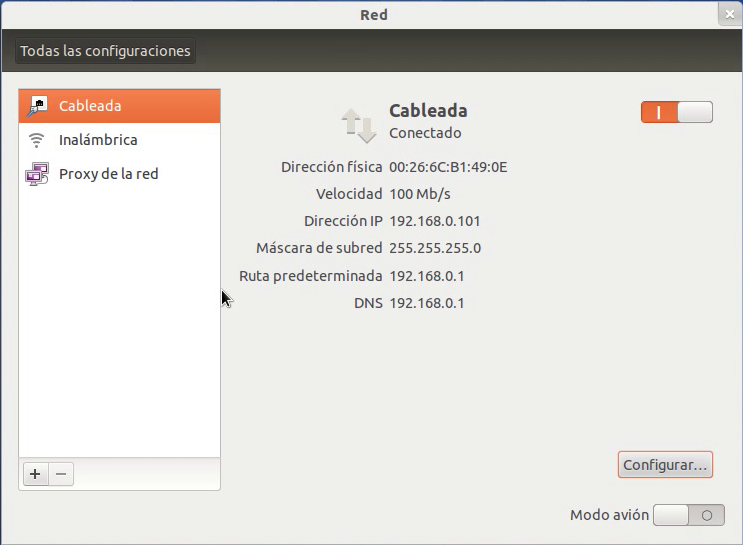 Red
Todas las configuraciones
Cableada
Inalámbrica
Proxy de la red
Cableada
Conectado
Dirección física 00:26:6C:B1:49:0E
Velocidad 100 Mb/s
Dirección IP 192.168.0.101
Máscara de subred 255.255.255.0
Ruta predeterminada 192.168.0.1
DNS 192.168.0.1
Configurar...
Modo avión